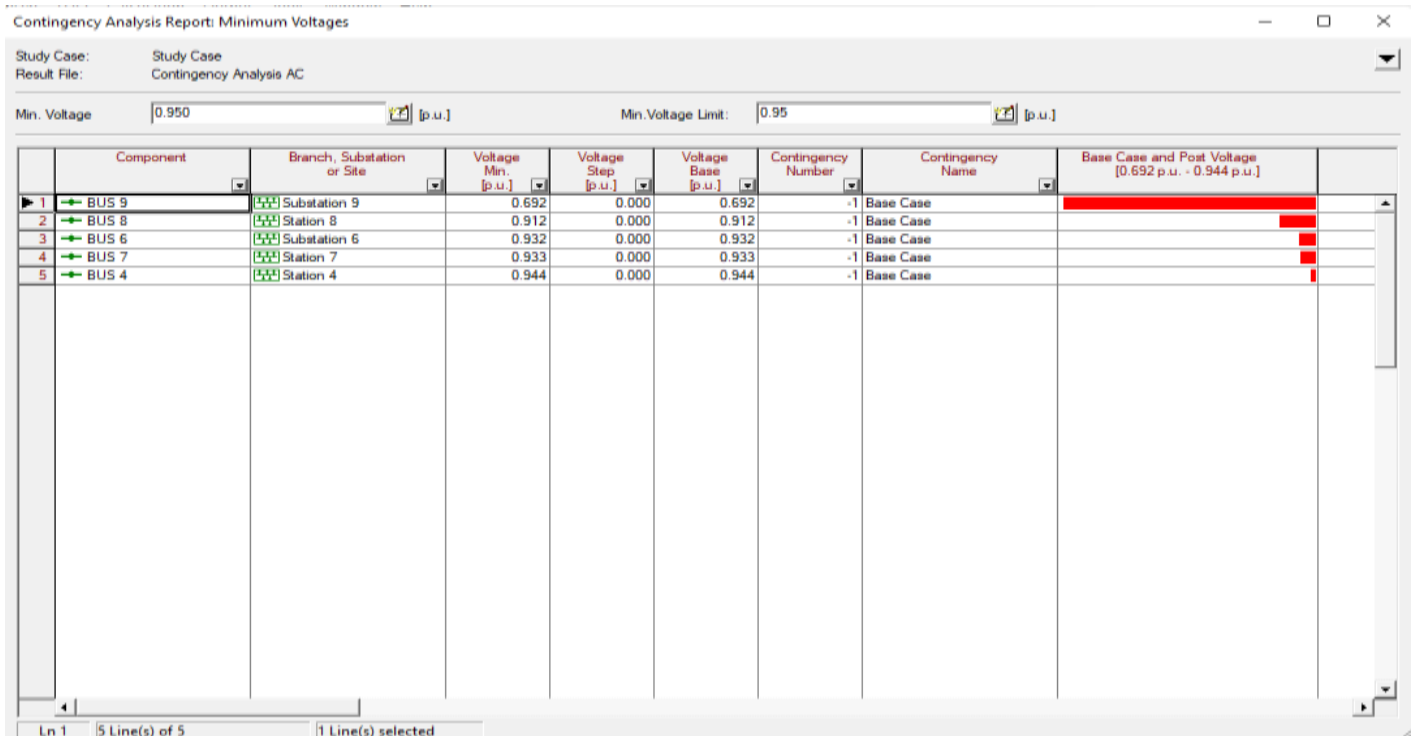 Contingency Analysis Report: Minimum Voltages
Study Case: Study Case
Result File: Contingency Analysis AC
Min. Voltage 0.950 [p.u.] Min.Voltage Limit: 0.95 [p.u.]
Component Branch, Substation or Site Voltage Min. [p.u.] Voltage Step [p.u.] Voltage Base [p.u.] Contingency Number Contingency Name Base Case and Post Voltage [0.692 p.u. - 0.944 p.u.]
1 BUS 9 Substation 9 0.692 0.000 0.692 -1 Base Case
2 BUS 8 Station 8 0.912 0.000 0.912 -1 Base Case
3 BUS 6 Substation 6 0.932 0.000 0.932 -1 Base Case
4 BUS 7 Station 7 0.933 0.000 0.933 -1 Base Case
5 BUS 4 Station 4 0.944 0.000 0.944 -1 Base Case
Ln 1 5 Line(s) of 5 1 Line(s) selected